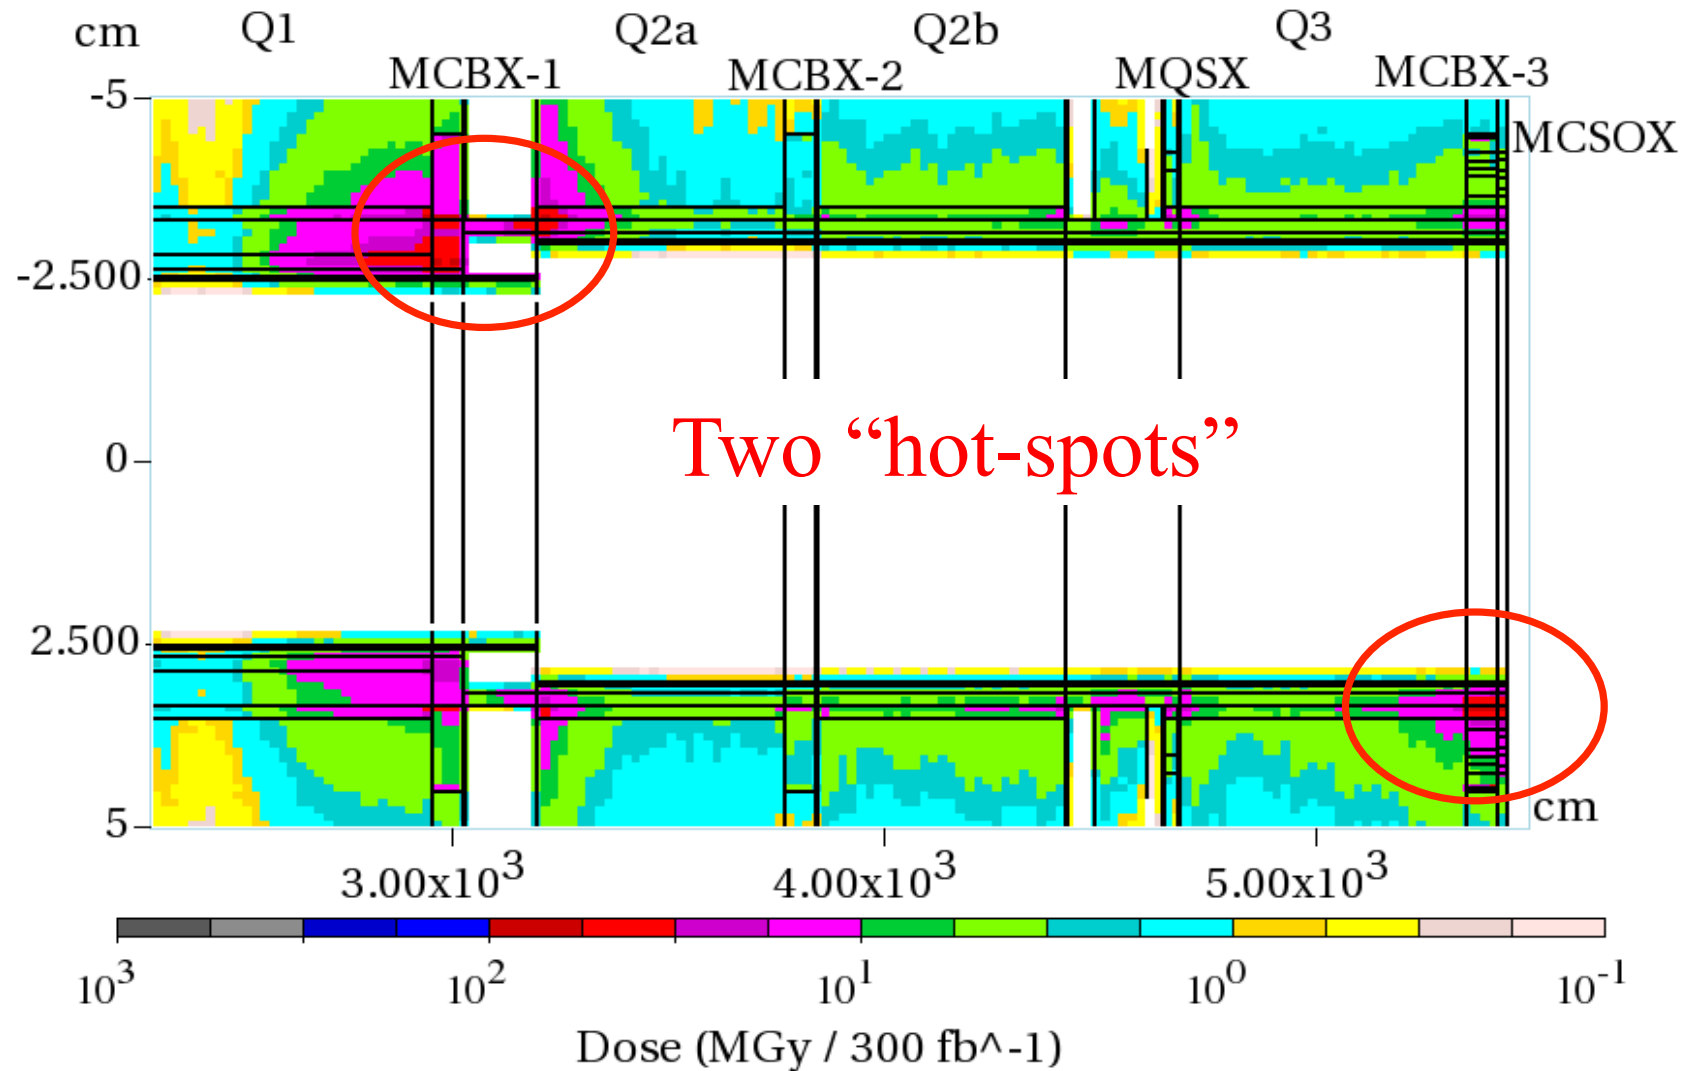 cm Q1 Q2a Q2b Q3
MCBX-1 MCBX-2 MQSX MCBX-3
-5
MCSOX
-2.500
Two “hot-spots”
0
2.500
cm
5
3.00x10^3 4.00x10^3 5.00x10^3
10^3 10^2 10^1 10^0 10^-1
Dose (MGy / 300 fb^-1)